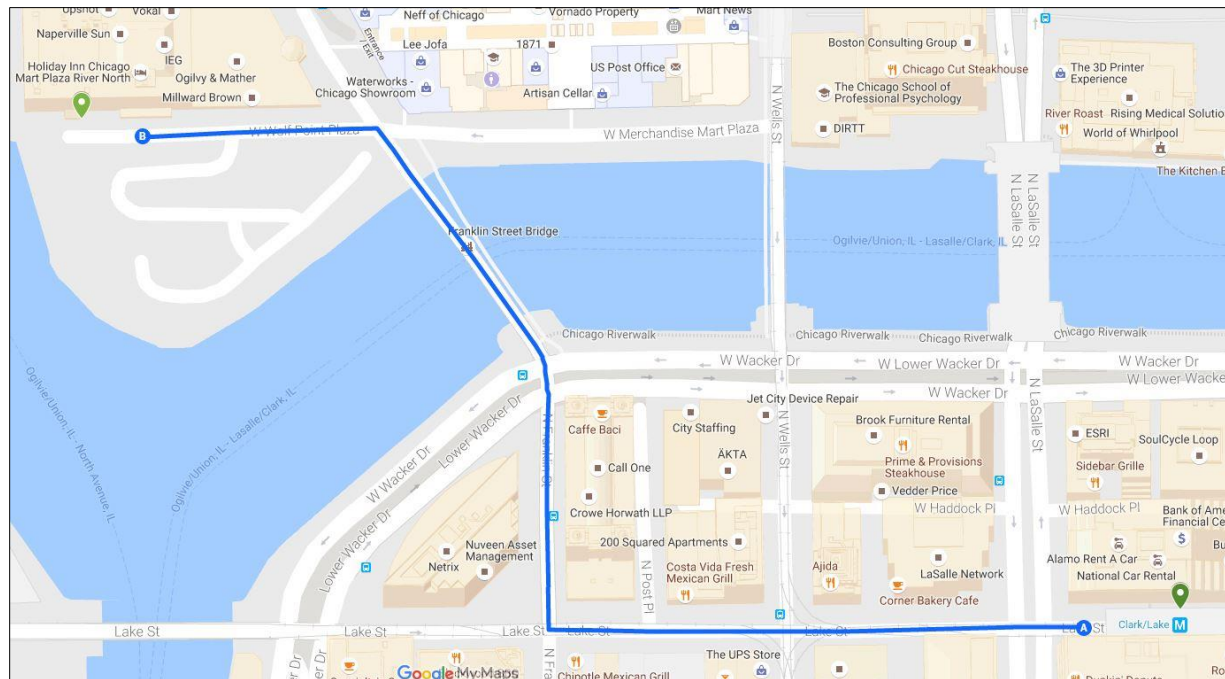 Upshot
Vokal
Naperville Sun
IEG
Holiday Inn Chicago
Mart Plaza River North
Ogilvy & Mather
Millward Brown
Entrance
Exit
Neff of Chicago
Vornado Property
Mart News
Lee Jofa
1871
US Post Office
Waterworks -
Chicago Showroom
Artisan Cellar
N Wells St
Boston Consulting Group
Chicago Cut Steakhouse
The Chicago School of
Professional Psychology
DIRTT
The 3D Printer
Experience
River Roast
Rising Medical Solution
World of Whirlpool
The Kitchen
B
W Wolf Point Plaza
W Merchandise Mart Plaza
N LaSalle St
N LaSalle St
Franklin Street Bridge
Ogilvie/Union, IL - Lasalle/Clark, IL
Chicago Riverwalk
Chicago Riverwalk
Chicago Riverwalk
Chicago Riverwalk
W Wacker Dr
W Lower Wacker Dr
W Wacker Dr
W Wacker Dr
W Lower Wacke
Ogilvie/Union, IL - North Avenue, IL
Ogilvie/Union, IL - Lasalle/Clark, IL
W Wacker Dr
Lower Wacker Dr
Lower Wacker Dr
N Franklin St
Caffe Baci
City Staffing
Jet City Device Repair
N Wells St
Brook Furniture Rental
N LaSalle St
ESRI
SoulCycle Loop
ÄKTA
Call One
Prime & Provisions
Steakhouse
Sidebar Grille
Vedder Price
Crowe Horwath LLP
W Haddock Pl
W Haddock Pl
Bank of Ame
Financial Ce
Nuveen Asset
Management
Netrix
200 Squared Apartments
Costa Vida Fresh
Mexican Grill
Ajida
LaSalle Network
Alamo Rent A Car
Bu
National Car Rental
N Post Pl
Corner Bakery Cafe
Clark/Lake
M
Lake St
Lake St
Lake St
Lake St
Lake St
Lake St
A
N Fra
Google My Maps
Chipotle Mexican Grill
The UPS Store
Dunkin' Donuts